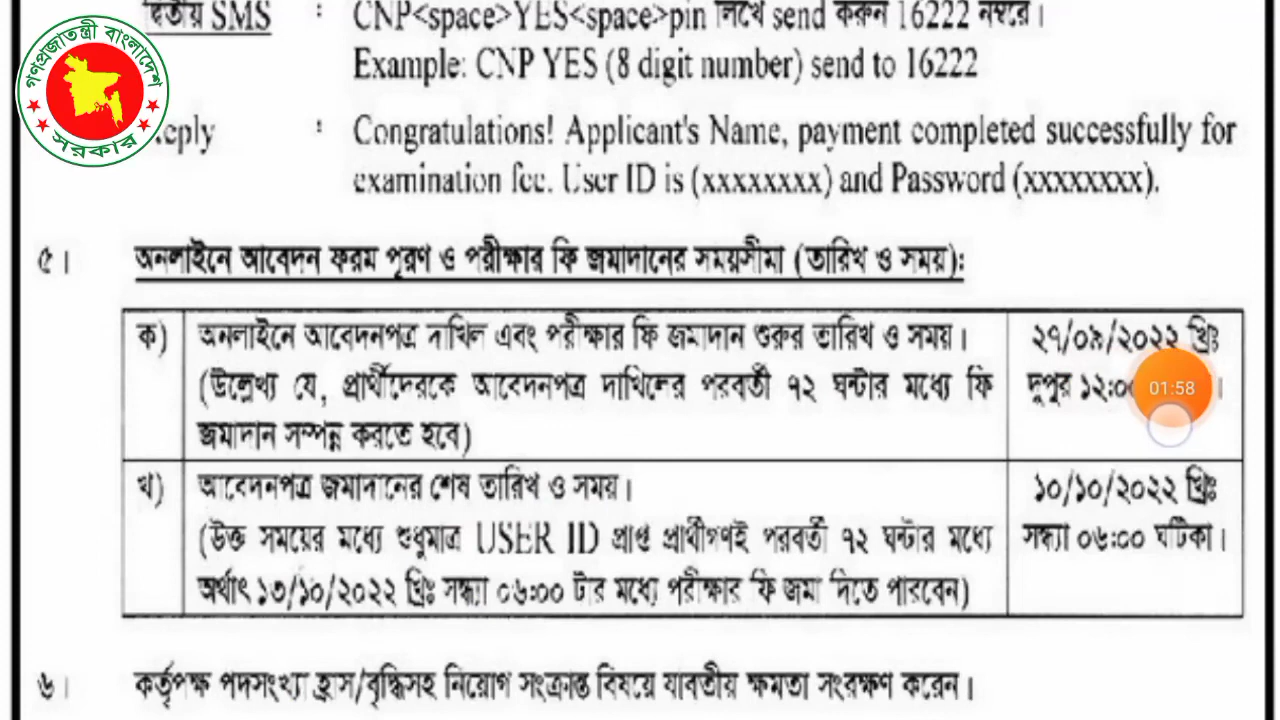 গণপ্রজাতন্ত্রী বাংলাদেশ
সরকার
দ্বিতীয় SMS : CNP<space>YES<space>pin লিখে send করুন 16222 নম্বরে।
Example: CNP YES (8 digit number) send to 16222
: Congratulations! Applicant's Name, payment completed successfully for
examination fee. User ID is (xxxxxxxx) and Password (xxxxxxxx).
৫। অনলাইনে আবেদন ফরম পূরণ ও পরীক্ষার ফি জমাদানের সময়সীমা (তারিখ ও সময়):
ক) অনলাইনে আবেদনপত্র দাখিল এবং পরীক্ষার ফি জমাদান শুরুর তারিখ ও সময়। ২৭/০৯/২০২২ খ্রিঃ
(উল্লেখ্য যে, প্রার্থীদেরকে আবেদনপত্র দাখিলের পরবর্তী ৭২ ঘন্টার মধ্যে ফি দুপুর
জমাদান সম্পন্ন করতে হবে)
01:58
খ) আবেদনপত্র জমাদানের শেষ তারিখ ও সময়। ১০/১০/২০২২ খ্রিঃ
(উক্ত সময়ের মধ্যে শুধুমাত্র USER ID প্রাপ্ত প্রার্থীগণই পরবর্তী ৭২ ঘন্টার মধ্যে সন্ধ্যা ০৬:০০ ঘটিকা।
অর্থাৎ ১৩/১০/২০২২ খ্রিঃ সন্ধ্যা ০৬:০০ টার মধ্যে পরীক্ষার ফি জমা দিতে পারবেন)
৬। কর্তৃপক্ষ পদসংখ্যা হ্রাস/বৃদ্ধিসহ নিয়োগ সংক্রান্ত বিষয়ে যাবতীয় ক্ষমতা সংরক্ষণ করেন।